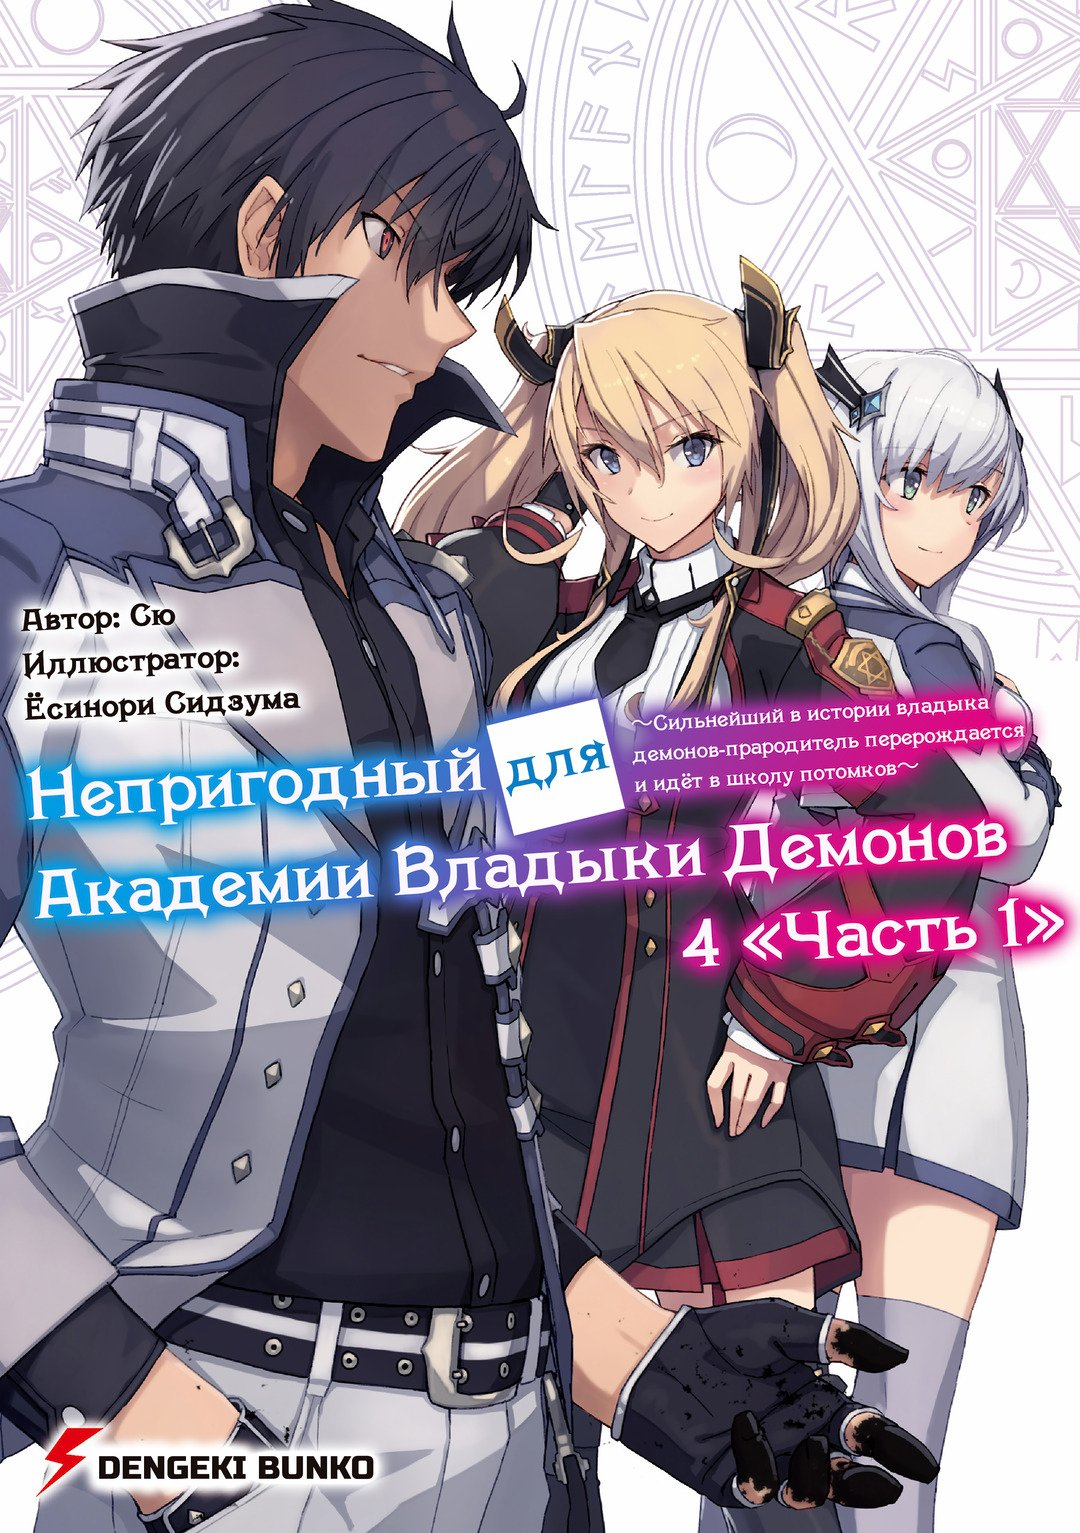 Автор: Сю
Иллюстратор:
Ёсинори Сидзума
Непригодный для
～Сильнейший в истории владыка
демонов-прародитель перерождается
и идёт в школу потомков～
Академии Владыки Демонов
4 «Часть 1»
DENGEKI BUNKO